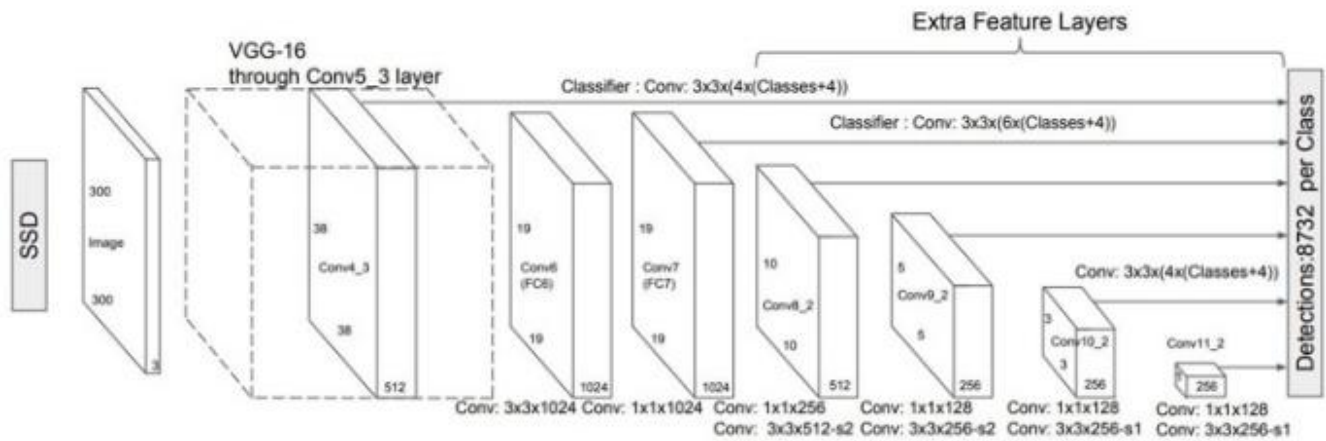 Extra Feature Layers
VGG-16
through Conv5_3 layer
Classifier : Conv: 3x3x(4x(Classes+4))
Classifier : Conv: 3x3x(6x(Classes+4))
Conv: 3x3x(4x(Classes+4))
SSD
300
Image
300
3
38
Conv4_3
38
512
19
Conv6
(FC6)
19
1024
19
Conv7
(FC7)
19
1024
10
Conv8_2
10
512
5
Conv9_2
5
256
3
Conv10_2
3
256
Conv11_2
256
Detections:8732 per Class
Conv: 3x3x1024 Conv: 1x1x1024 Conv: 1x1x256 Conv: 1x1x128 Conv: 1x1x128 Conv: 1x1x128
Conv: 3x3x512-s2 Conv: 3x3x256-s2 Conv: 3x3x256-s1 Conv: 3x3x256-s1